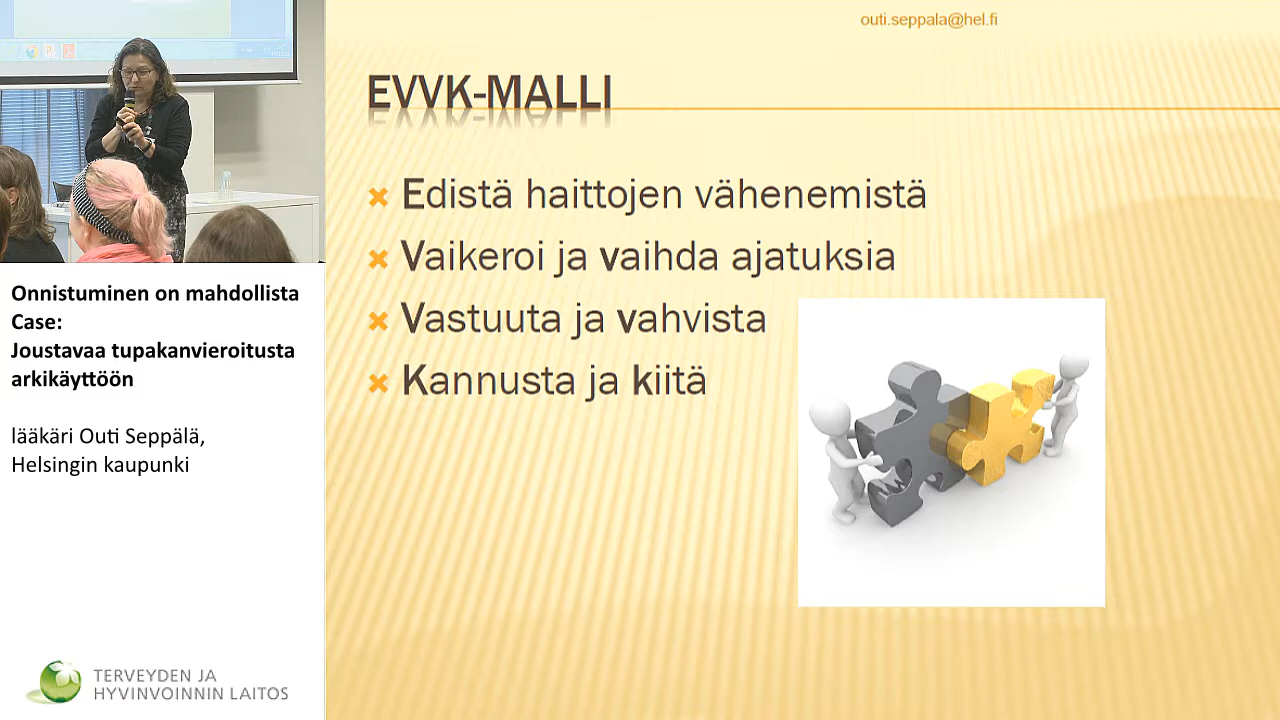 outi.seppala@hel.fi
EVVK-MALLI
Edistä haittojen vähenemistä
Vaikeroi ja vaihda ajatuksia
Vastuuta ja vahvista
Kannusta ja kiitä
Onnistuminen on mahdollista
Case:
Joustavaa tupakanvieroitusta
arkikäyttöön
lääkäri Outi Seppälä,
Helsingin kaupunki
TERVEYDEN JA
HYVINVOINNIN LAITOS